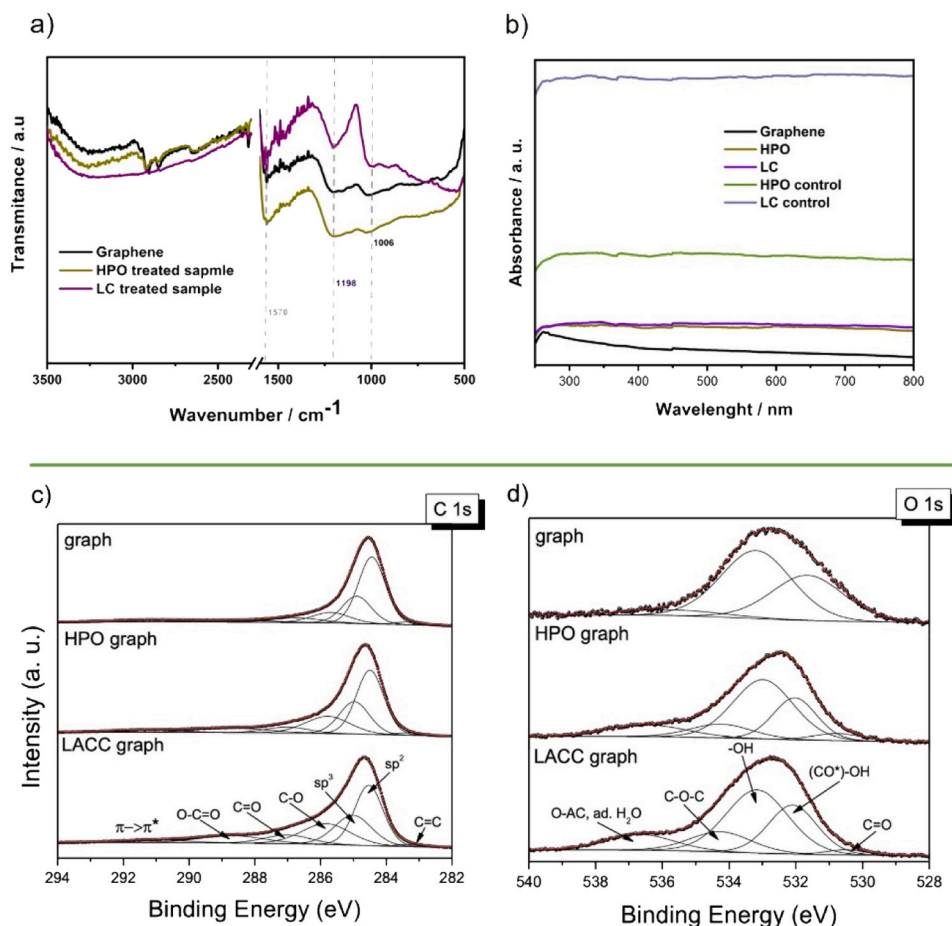 a)
Transmitance / a.u
Graphene
HPO treated sapmle
LC treated sample
1570
1198
1006
3500
3000
2500
1500
1000
500
Wavenumber / cm-1
b)
Absorbance / a. u.
Graphene
HPO
LC
HPO control
LC control
300
400
500
600
700
800
Wavelenght / nm
c)
C 1s
Intensity (a. u.)
graph
HPO graph
LACC graph
π->π*
O-C=O
C=O
C-O
sp3
sp2
C=C
294
292
290
288
286
284
282
Binding Energy (eV)
d)
O 1s
graph
HPO graph
LACC graph
O-AC, ad. H2O
C-O-C
-OH
(CO*)-OH
C=O
540
538
536
534
532
530
528
Binding Energy (eV)